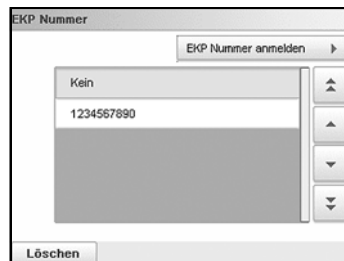 EKP Nummer
EKP Nummer anmelden
Kein
1234567890
Löschen